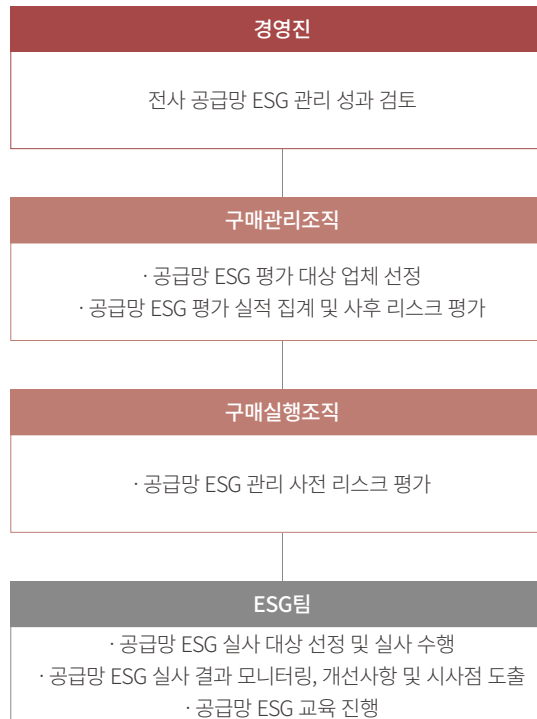 경영진
전사 공급망 ESG 관리 성과 검토
구매관리조직
· 공급망 ESG 평가 대상 업체 선정
· 공급망 ESG 평가 실적 집계 및 사후 리스크 평가
구매실행조직
· 공급망 ESG 관리 사전 리스크 평가
ESG팀
· 공급망 ESG 실사 대상 선정 및 실사 수행
· 공급망 ESG 실사 결과 모니터링, 개선사항 및 시사점 도출
· 공급망 ESG 교육 진행